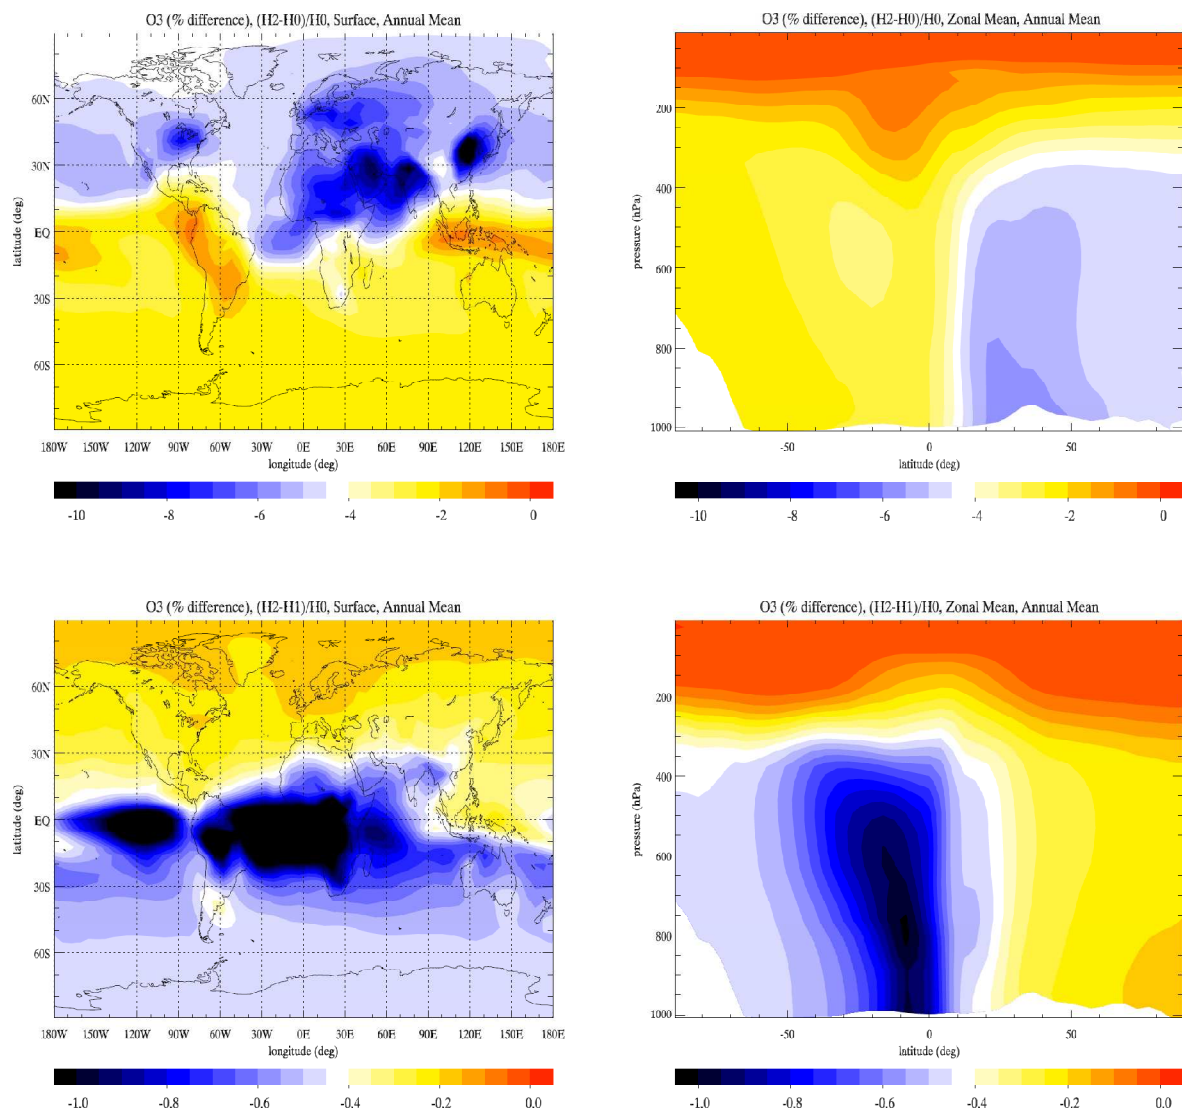 O3 (% difference), (H2-H0)/H0, Surface, Annual Mean
latitude (deg)
60N
30N
EQ
30S
60S
180W 150W 120W 90W 60W 30W 0E 30E 60E 90E 120E 150E 180E
longitude (deg)
-10 -8 -6 -4 -2 0
O3 (% difference), (H2-H0)/H0, Zonal Mean, Annual Mean
pressure (hPa)
200
400
600
800
1000
-50 0 50
latitude (deg)
-10 -8 -6 -4 -2 0
O3 (% difference), (H2-H1)/H0, Surface, Annual Mean
latitude (deg)
60N
30N
EQ
30S
60S
180W 150W 120W 90W 60W 30W 0E 30E 60E 90E 120E 150E 180E
longitude (deg)
-1.0 -0.8 -0.6 -0.4 -0.2 0.0
O3 (% difference), (H2-H1)/H0, Zonal Mean, Annual Mean
pressure (hPa)
200
400
600
800
1000
-50 0 50
latitude (deg)
-1.0 -0.8 -0.6 -0.4 -0.2 0.0